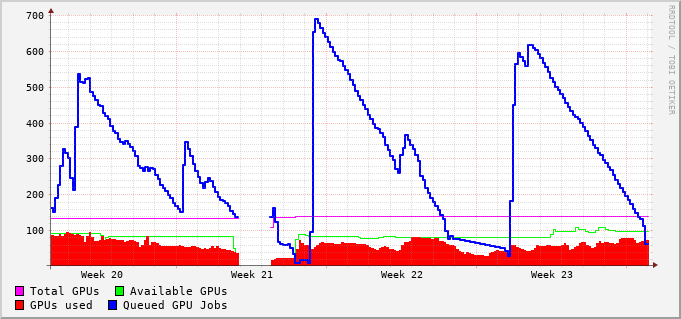 700
600
500
400
300
200
100
Week 20 Week 21 Week 22 Week 23
Total GPUs Available GPUs
GPUs used Queued GPU Jobs
RRDTOOL / TOBI OETIKER